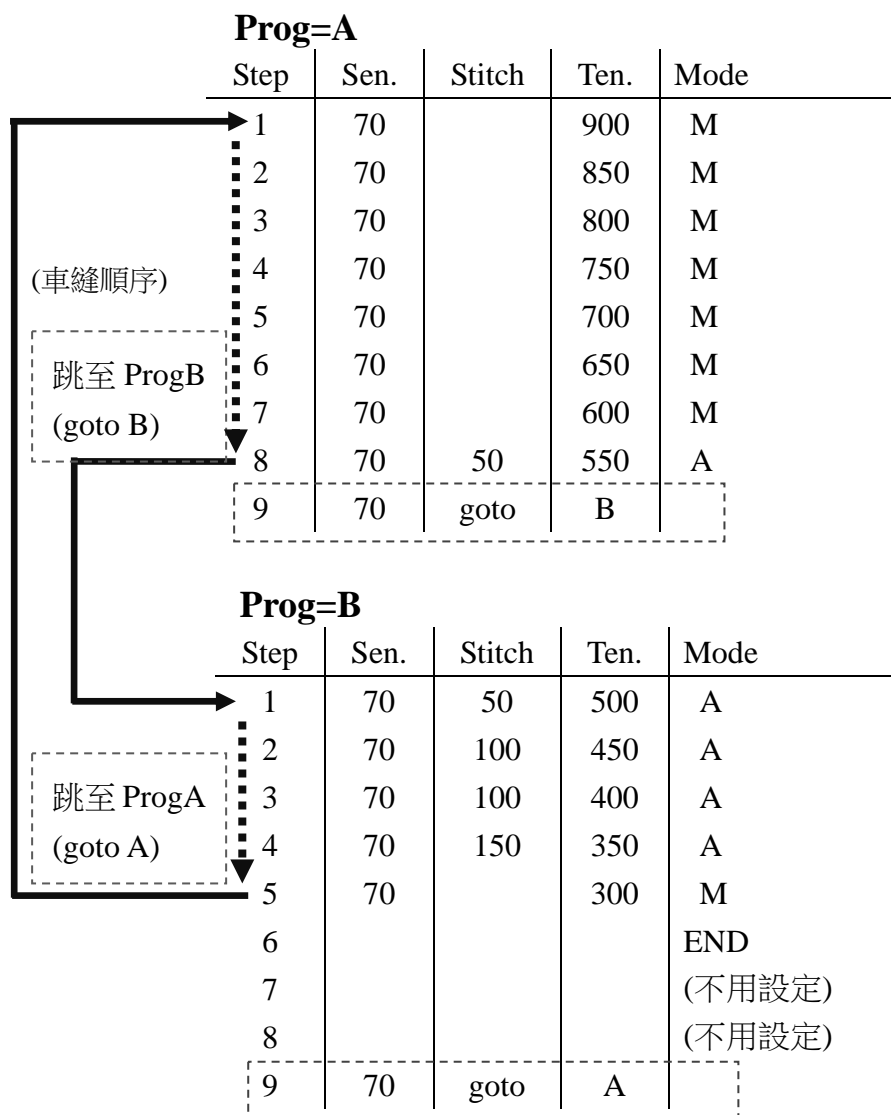 Prog=A
Step Sen. Stitch Ten. Mode
1 70 900 M
2 70 850 M
3 70 800 M
(車縫順序)
4 70 750 M
5 70 700 M
跳至 ProgB
(goto B)
6 70 650 M
7 70 600 M
8 70 50 550 A
9 70 goto B
Prog=B
Step Sen. Stitch Ten. Mode
1 70 50 500 A
2 70 100 450 A
跳至 ProgA
(goto A)
3 70 100 400 A
4 70 150 350 A
5 70 300 M
6 END
7 (不用設定)
8 (不用設定)
9 70 goto A